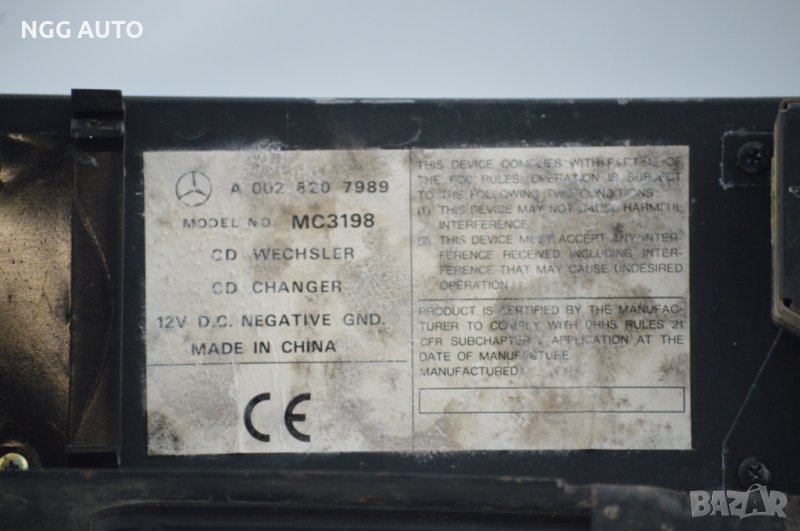 NGG AUTO
A 002 820 7989
MODEL NO. MC3198
CD WECHSLER
CD CHANGER
12V D.C. NEGATIVE GND.
MADE IN CHINA
CE
THIS DEVICE COMPLIES WITH PART 15 OF
THE FCC RULES. OPERATION IS SUBJECT
TO THE FOLLOWING TWO CONDITIONS:
(1) THIS DEVICE MAY NOT CAUSE HARMFUL
INTERFERENCE.
(2) THIS DEVICE MUST ACCEPT ANY INTER-
FERENCE RECEIVED INCLUDING INTER-
FERENCE THAT MAY CAUSE UNDESIRED
OPERATION.
PRODUCT IS CERTIFIED BY THE MANUFAC-
TURER TO COMPLY WITH DHHS RULES 21
CFR SUBCHAPTER APPLICATION AT THE
DATE OF MANUFACTURE.
MANUFACTURED
BAZAR